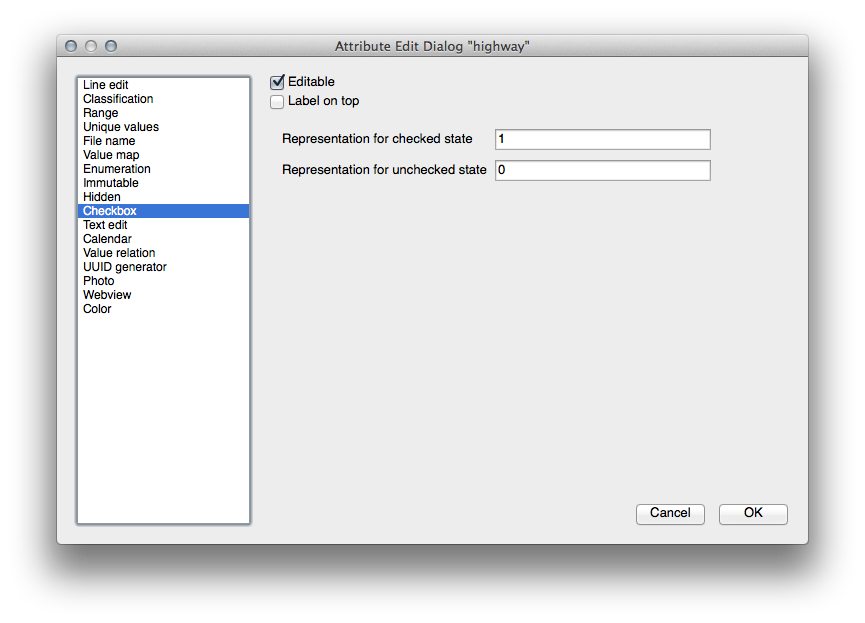 Attribute Edit Dialog "highway"
Line edit
Classification
Range
Unique values
File name
Value map
Enumeration
Immutable
Hidden
Checkbox
Text edit
Calendar
Value relation
UUID generator
Photo
Webview
Color
Editable
Label on top
Representation for checked state 1
Representation for unchecked state 0
Cancel OK